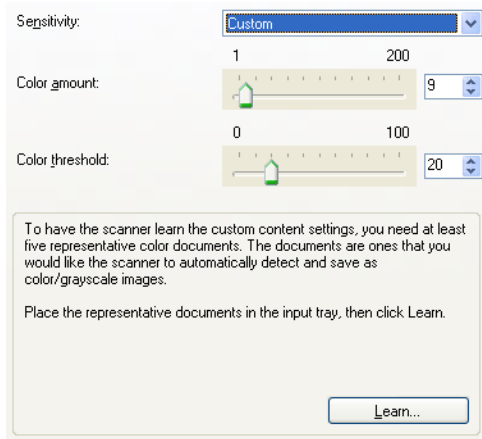 Sensitivity: Custom
1 200
Color amount: 9
0 100
Color threshold: 20
To have the scanner learn the custom content settings, you need at least
five representative color documents. The documents are ones that you
would like the scanner to automatically detect and save as
color/grayscale images.
Place the representative documents in the input tray, then click Learn.
Learn...